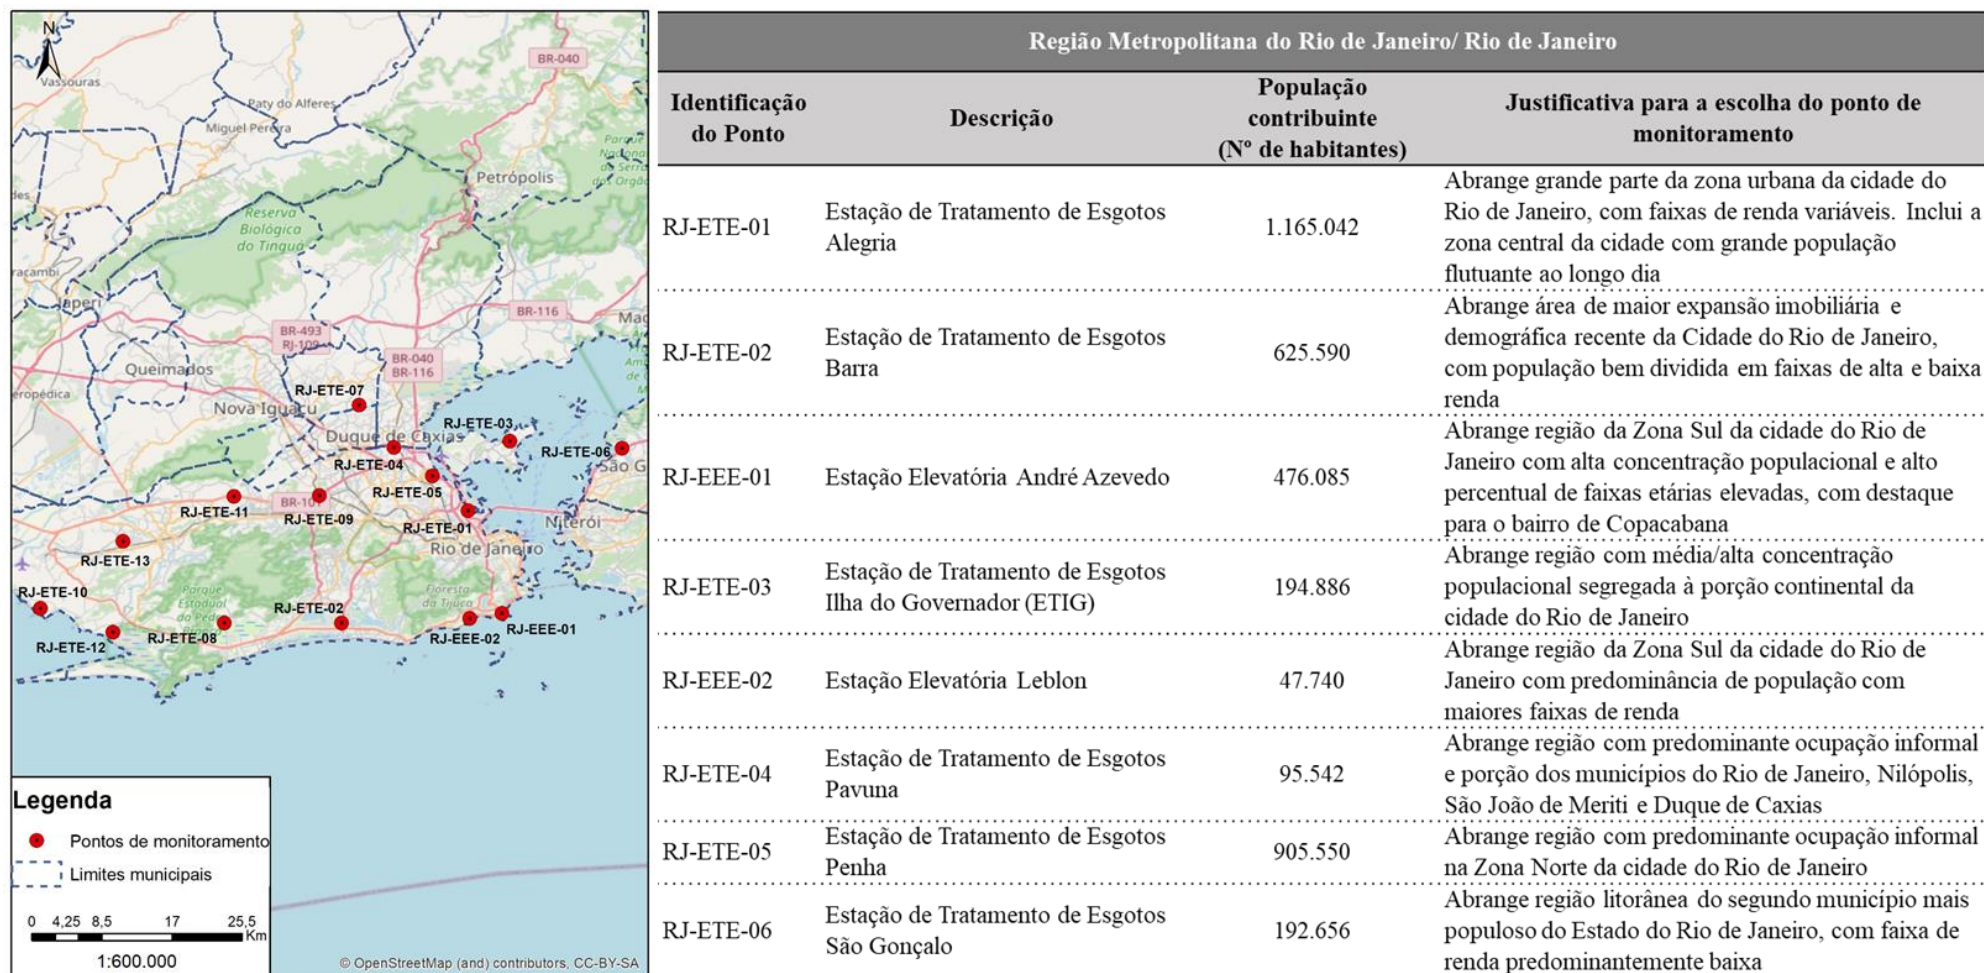 N
BR-040
Vassouras
Paty do Alferes
Miguel Pereira
Parque
Petrópolis
Reserva
Biológica
do Tinguá
Japeri
BR-116
BR-493
RJ-109
BR-040
BR-116
Queimados
RJ-ETE-07
Nova Iguaçu
RJ-ETE-03
Duque de Caxias
RJ-ETE-06
RJ-ETE-04
São G
RJ-ETE-05
BR-101
RJ-ETE-11
RJ-ETE-09
RJ-ETE-01
Niterói
Rio de Janeiro
RJ-ETE-13
RJ-ETE-10
Parque
Estadual
da Pedra
Floresta
da Tijuca
RJ-ETE-02
RJ-ETE-12
RJ-ETE-08
RJ-EEE-02
RJ-EEE-01
Legenda
Pontos de monitoramento
Limites municipais
0 4,25 8,5 17 25,5
Km
1:600.000
© OpenStreetMap (and) contributors, CC-BY-SA
Região Metropolitana do Rio de Janeiro/ Rio de Janeiro
Identificação
do Ponto
Descrição
População
contribuinte
(Nº de habitantes)
Justificativa para a escolha do ponto de
monitoramento
RJ-ETE-01
Estação de Tratamento de Esgotos
Alegria
1.165.042
Abrange grande parte da zona urbana da cidade do
Rio de Janeiro, com faixas de renda variáveis. Inclui a
zona central da cidade com grande população
flutuante ao longo dia
RJ-ETE-02
Estação de Tratamento de Esgotos
Barra
625.590
Abrange área de maior expansão imobiliária e
demográfica recente da Cidade do Rio de Janeiro,
com população bem dividida em faixas de alta e baixa
renda
RJ-EEE-01
Estação Elevatória André Azevedo
476.085
Abrange região da Zona Sul da cidade do Rio de
Janeiro com alta concentração populacional e alto
percentual de faixas etárias elevadas, com destaque
para o bairro de Copacabana
RJ-ETE-03
Estação de Tratamento de Esgotos
Ilha do Governador (ETIG)
194.886
Abrange região com média/alta concentração
populacional segregada à porção continental da
cidade do Rio de Janeiro
RJ-EEE-02
Estação Elevatória Leblon
47.740
Abrange região da Zona Sul da cidade do Rio de
Janeiro com predominância de população com
maiores faixas de renda
RJ-ETE-04
Estação de Tratamento de Esgotos
Pavuna
95.542
Abrange região com predominante ocupação informal
e porção dos municípios do Rio de Janeiro, Nilópolis,
São João de Meriti e Duque de Caxias
RJ-ETE-05
Estação de Tratamento de Esgotos
Penha
905.550
Abrange região com predominante ocupação informal
na Zona Norte da cidade do Rio de Janeiro
RJ-ETE-06
Estação de Tratamento de Esgotos
São Gonçalo
192.656
Abrange região litorânea do segundo município mais
populoso do Estado do Rio de Janeiro, com faixa de
renda predominantemente baixa